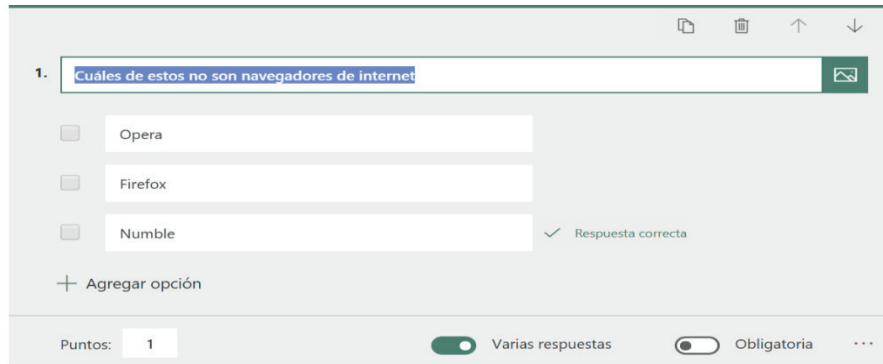 1. Cuáles de estos no son navegadores de internet
Opera
Firefox
Numble ✓ Respuesta correcta
+ Agregar opción
Puntos: 1 Varias respuestas Obligatoria ...